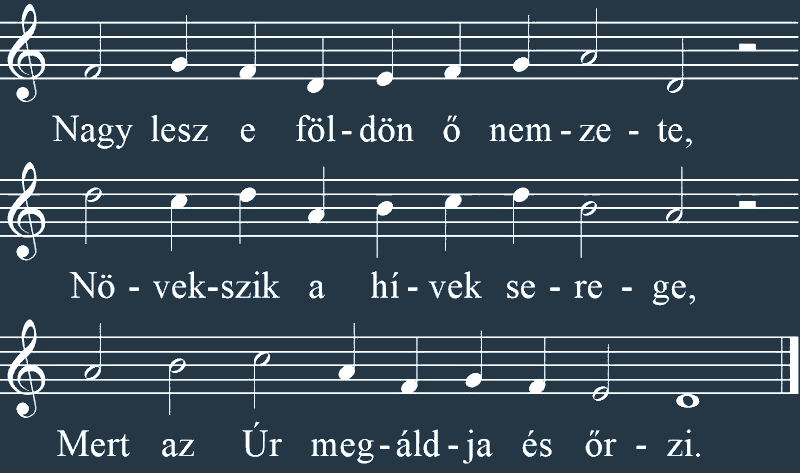 Nagy lesz e föl - dön ő nem - ze - te,
Nö - vek-szik a hí - vek se - re - ge,
Mert az Úr meg - áld - ja és őr - zi.